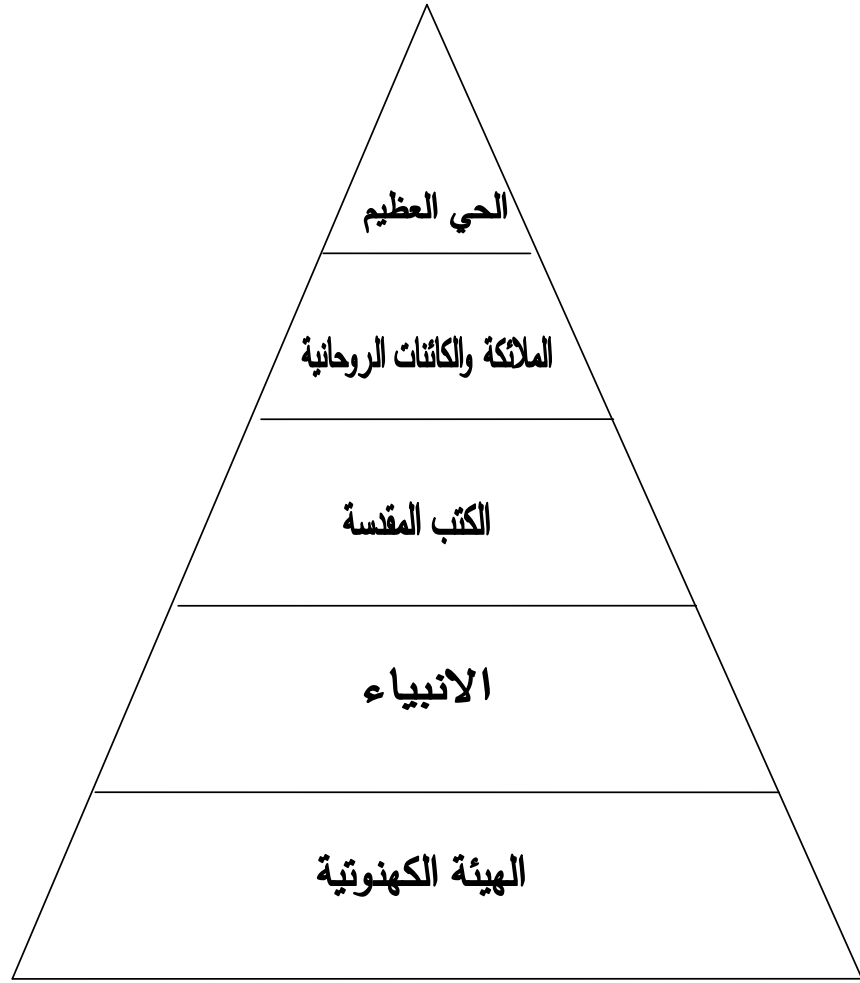 الحي العظيم
الملائكة والكائنات الروحانية
الكتب المقدسة
الانبياء
الهيئة الكهنوتية